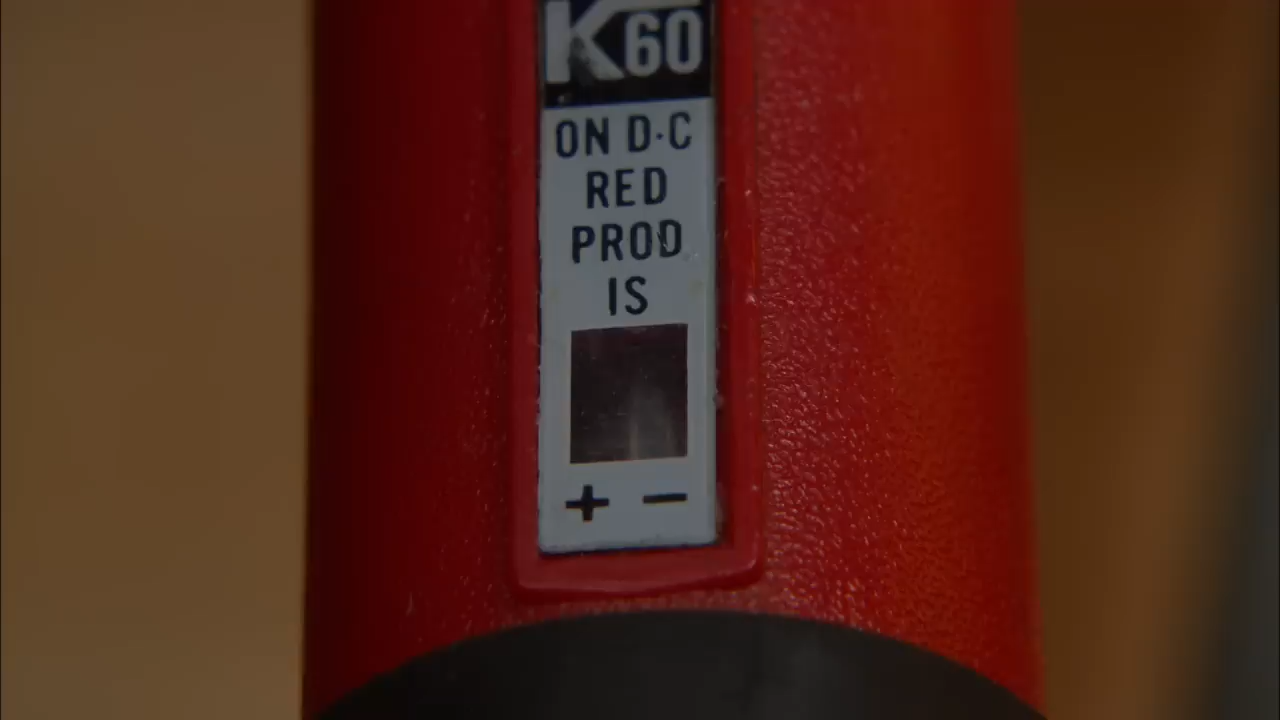 K60
ON D·C
RED
PROD
IS
+ −